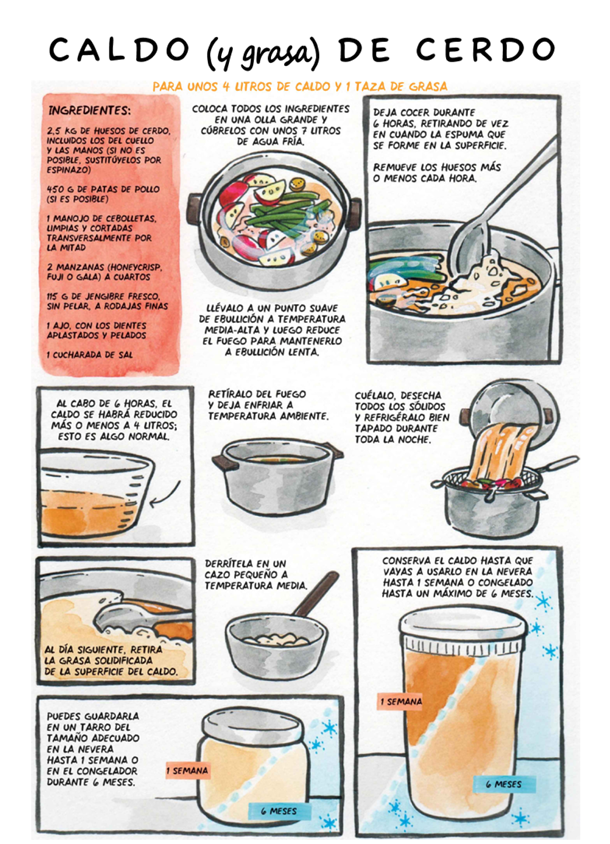 CALDO (y grasa) DE CERDO
PARA UNOS 4 LITROS DE CALDO Y 1 TAZA DE GRASA
INGREDIENTES:
2,5 KG DE HUESOS DE CERDO,
INCLUIDOS LOS DEL CUELLO
Y LAS MANOS (SI NO ES
POSIBLE, SUSTITÚYELOS POR
ESPINAZO)
450 G DE PATAS DE POLLO
(SI ES POSIBLE)
1 MANOJO DE CEBOLLETAS,
LIMPIAS Y CORTADAS
TRANSVERSALMENTE POR
LA MITAD
2 MANZANAS (HONEYCRISP,
FUJI O GALA) A CUARTOS
115 G DE JENGIBRE FRESCO,
SIN PELAR, A RODAJAS FINAS
1 AJO, CON LOS DIENTES
APLASTADOS Y PELADOS
1 CUCHARADA DE SAL
COLOCA TODOS LOS INGREDIENTES
EN UNA OLLA GRANDE Y
CÚBRELOS CON UNOS 7 LITROS
DE AGUA FRÍA.
LLÉVALO A UN PUNTO SUAVE
DE EBULLICIÓN A TEMPERATURA
MEDIA-ALTA Y LUEGO REDUCE
EL FUEGO PARA MANTENERLO
A EBULLICIÓN LENTA.
DEJA COCER DURANTE
6 HORAS, RETIRANDO DE VEZ
EN CUANDO LA ESPUMA QUE
SE FORME EN LA SUPERFICIE.
REMUEVE LOS HUESOS MÁS
O MENOS CADA HORA.
AL CABO DE 6 HORAS, EL
CALDO SE HABRÁ REDUCIDO
MÁS O MENOS A 4 LITROS;
ESTO ES ALGO NORMAL.
RETÍRALO DEL FUEGO
Y DEJA ENFRIAR A
TEMPERATURA AMBIENTE.
CUÉLALO, DESECHA
TODOS LOS SÓLIDOS
Y REFRIGÉRALO BIEN
TAPADO DURANTE
TODA LA NOCHE.
AL DÍA SIGUIENTE, RETIRA
LA GRASA SOLIDIFICADA
DE LA SUPERFICIE DEL CALDO.
DERRÍTELA EN UN
CAZO PEQUEÑO A
TEMPERATURA MEDIA.
CONSERVA EL CALDO HASTA QUE
VAYAS A USARLO EN LA NEVERA
HASTA 1 SEMANA O CONGELADO
HASTA UN MÁXIMO DE 6 MESES.
1 SEMANA
6 MESES
PUEDES GUARDARLA
EN UN TARRO DEL
TAMAÑO ADECUADO
EN LA NEVERA
HASTA 1 SEMANA O
EN EL CONGELADOR
DURANTE 6 MESES.
1 SEMANA
6 MESES